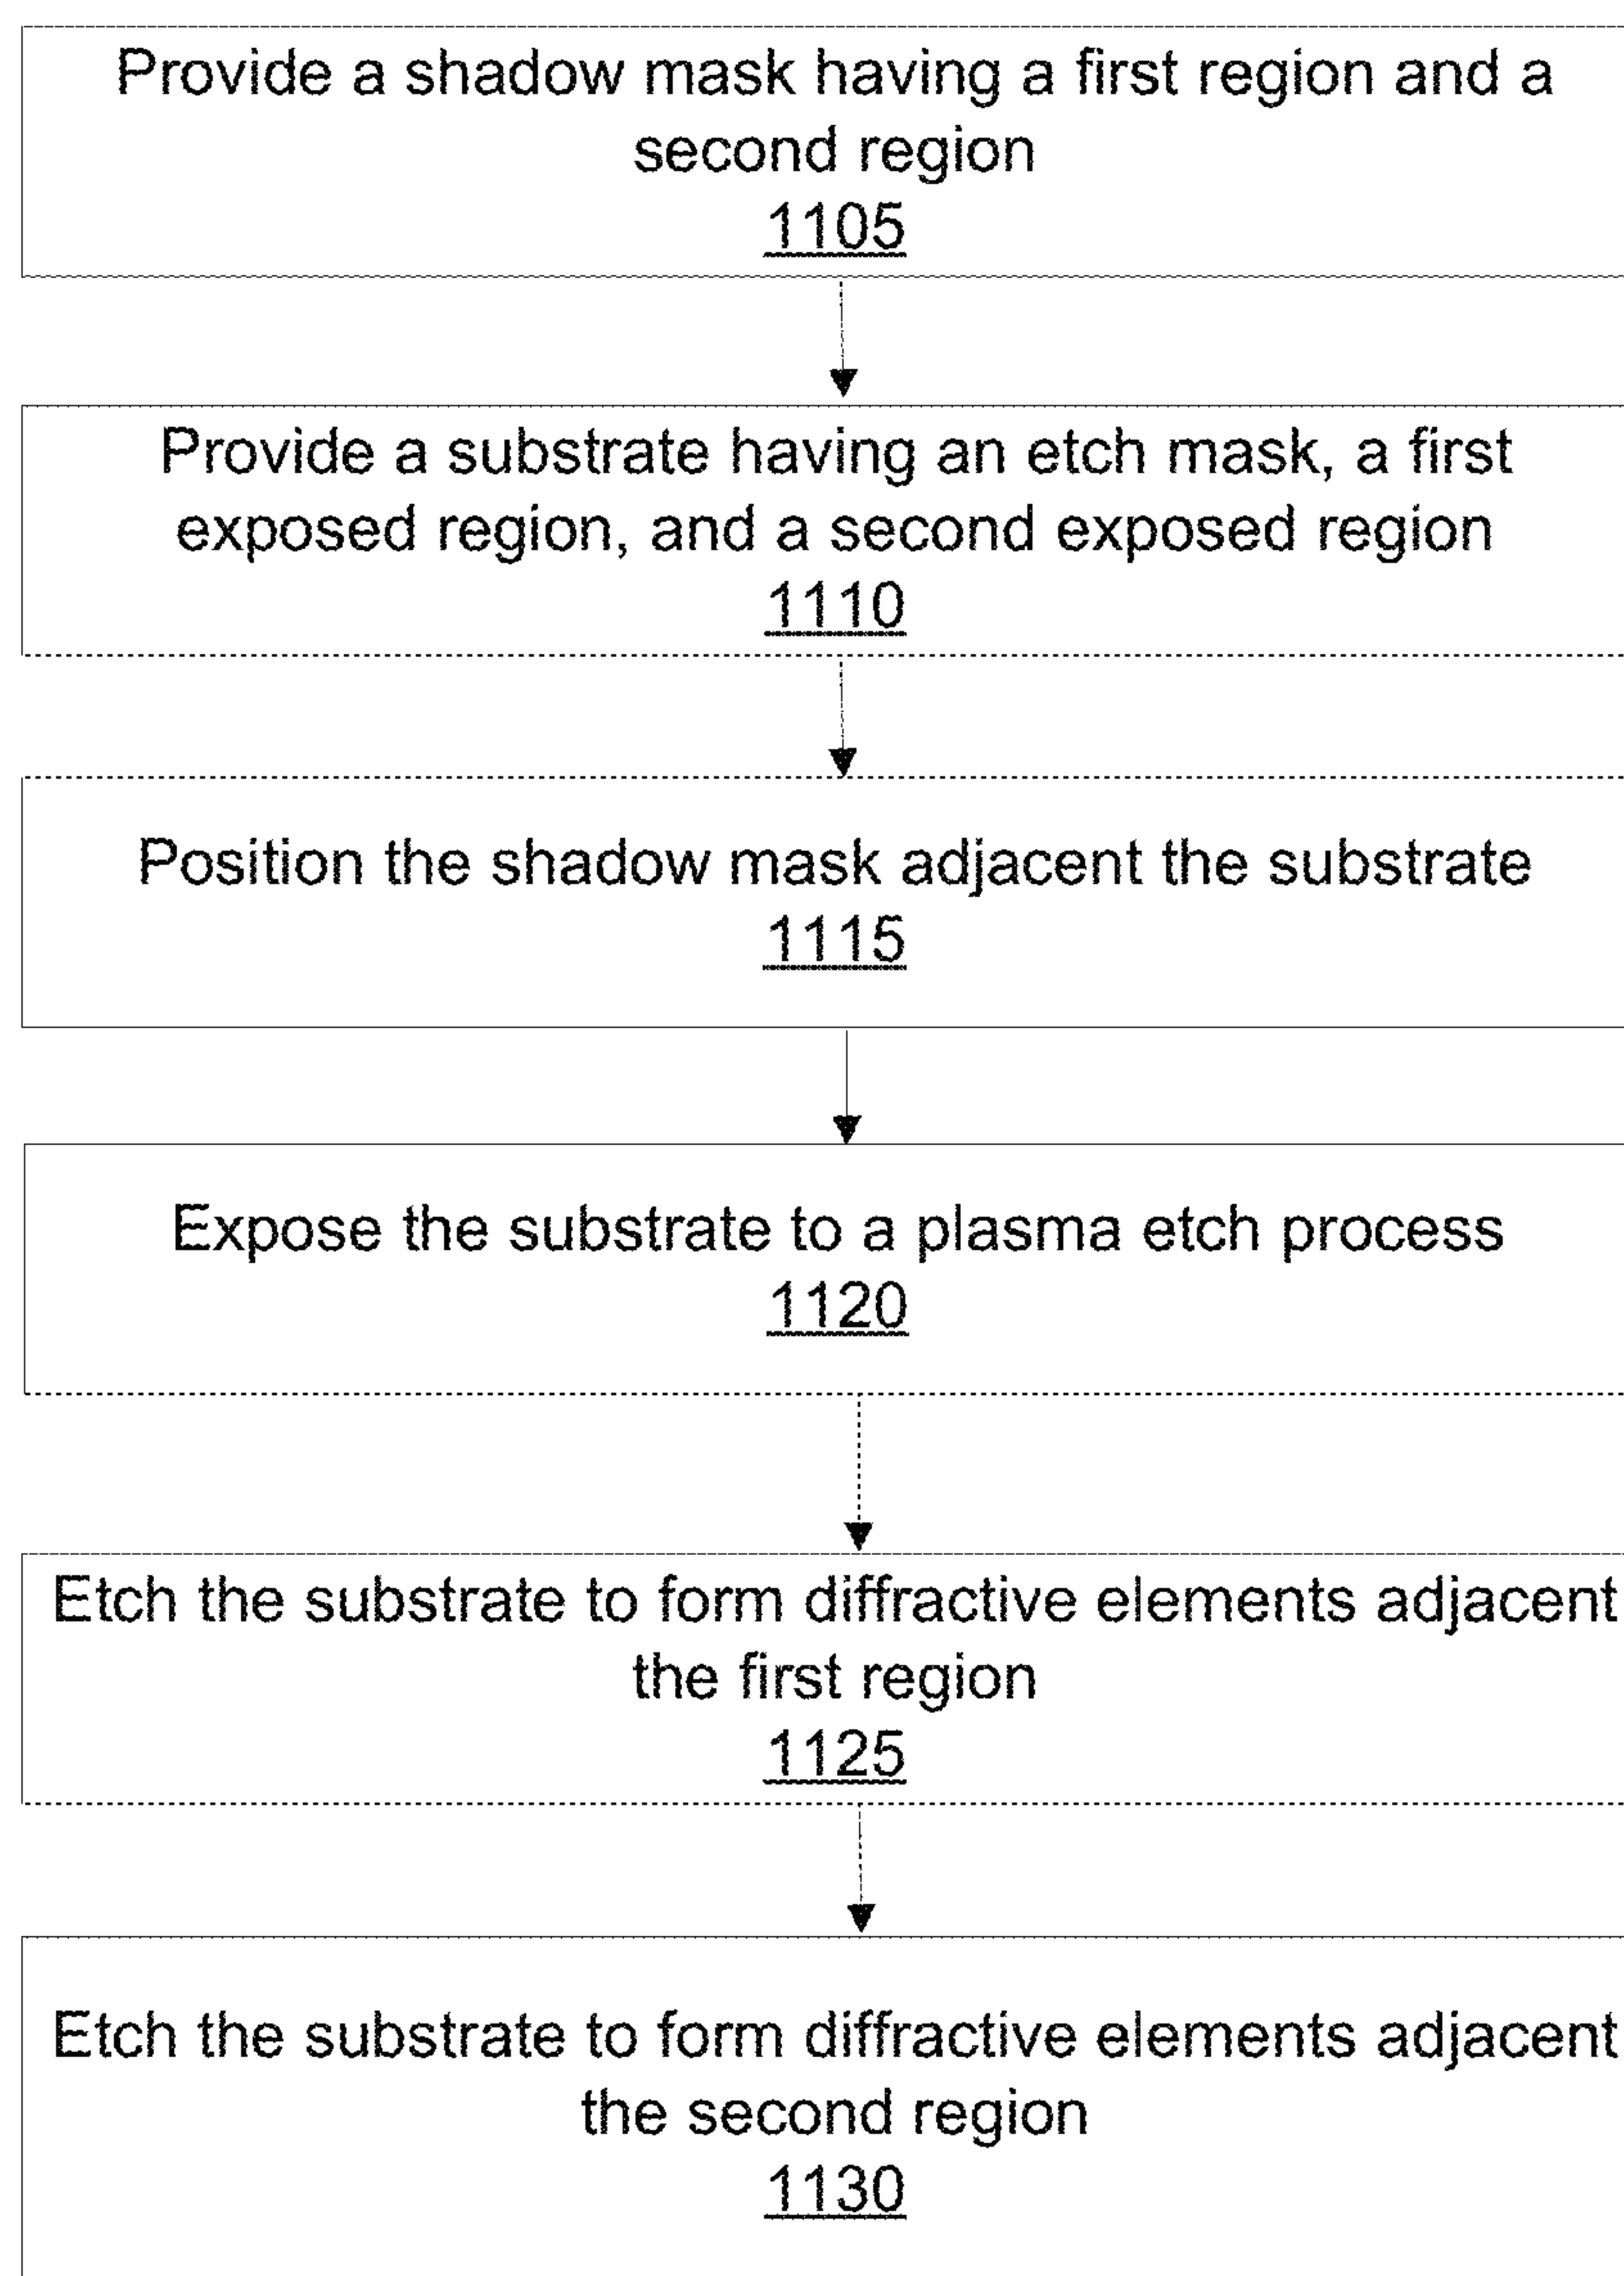 Provide a shadow mask having a first region and a
second region
1105
Provide a substrate having an etch mask, a first
exposed region, and a second exposed region
1110
Position the shadow mask adjacent the substrate
1115
Expose the substrate to a plasma etch process
1120
Etch the substrate to form diffractive elements adjacent
the first region
1125
Etch the substrate to form diffractive elements adjacent
the second region
1130